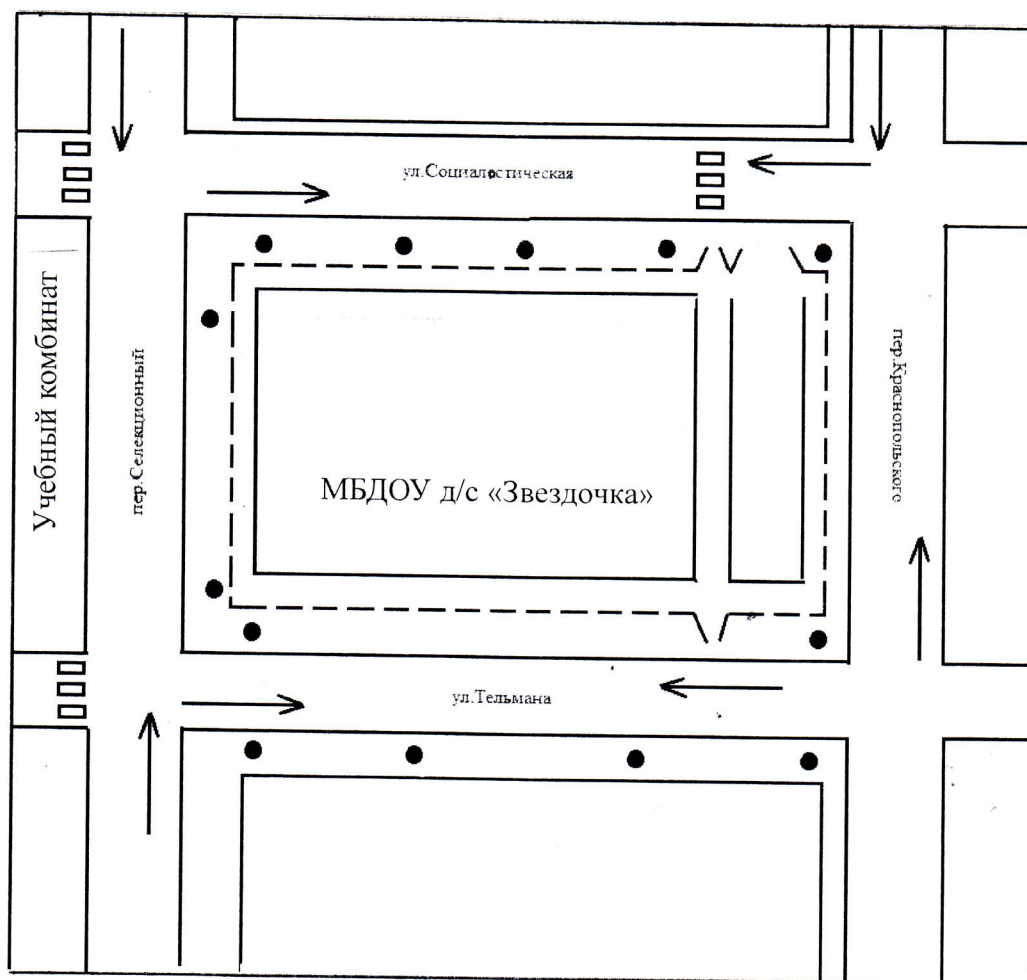 ул.Социалистическая
Учебный комбинат
пер.Селекционный
пер.Краснопольского
МБДОУ д/с «Звездочка»
ул.Тельмана